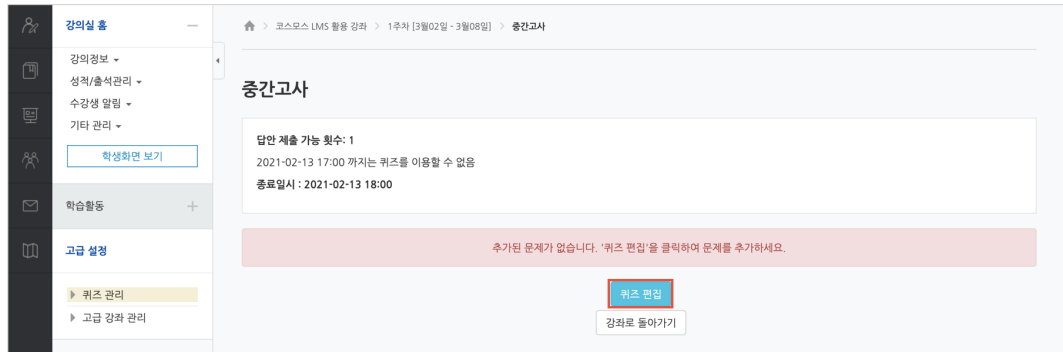 강의실 홈
강의정보
성적/출석관리
수강생 알림
기타 관리
학생화면 보기
학습활동
고급 설정
퀴즈 관리
고급 강좌 관리
코스모스 LMS 활용 강좌 > 1주차 [3월02일 - 3월08일] > 중간고사
중간고사
답안 제출 가능 횟수: 1
2021-02-13 17:00 까지는 퀴즈를 이용할 수 없음
종료일시 : 2021-02-13 18:00
추가된 문제가 없습니다. '퀴즈 편집'을 클릭하여 문제를 추가하세요.
퀴즈 편집
강좌로 돌아가기